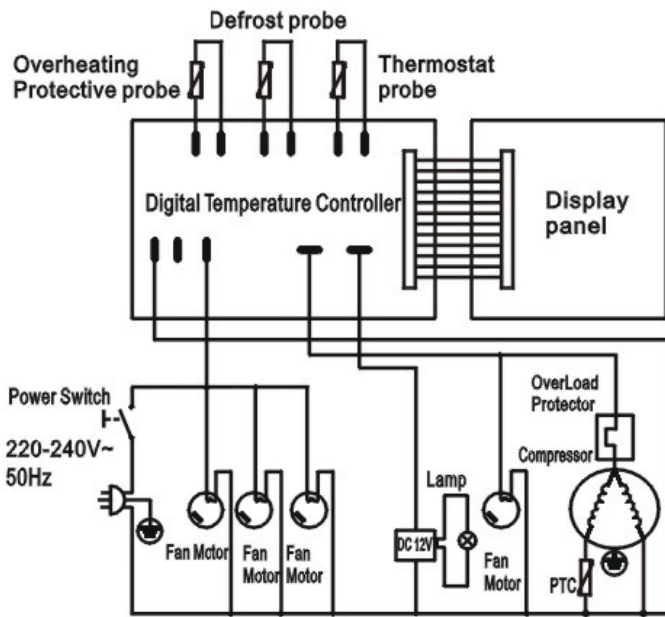 Defrost probe
Overheating
Protective probe
Thermostat
probe
Digital Temperature Controller
Display
panel
Power Switch
220-240V~
50Hz
OverLoad
Protector
Compressor
Lamp
DC 12V
Fan Motor
Fan
Motor
Fan
Motor
Fan
Motor
PTC